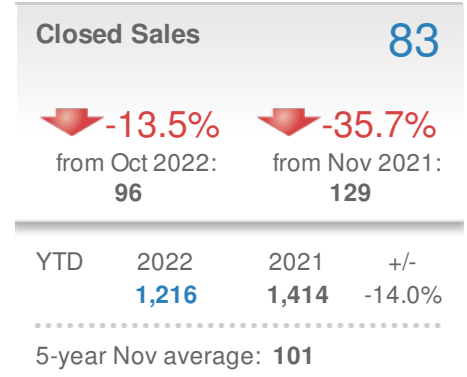 Closed Sales 83
-13.5% -35.7%
from Oct 2022: from Nov 2021:
96 129
YTD 2022 2021 +/-
1,216 1,414 -14.0%
5-year Nov average: 101